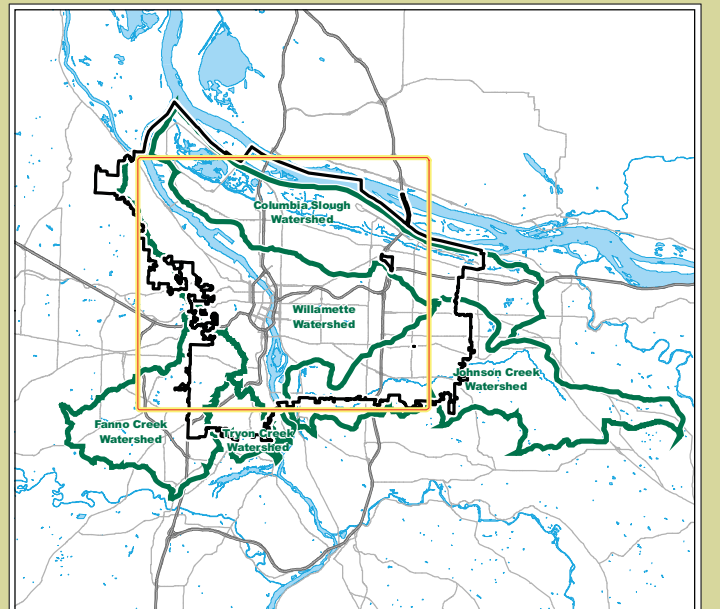 Columbia Slough
Watershed
Willamette
Watershed
Johnson Creek
Watershed
Fanno Creek
Watershed
Tryon Creek
Watershed